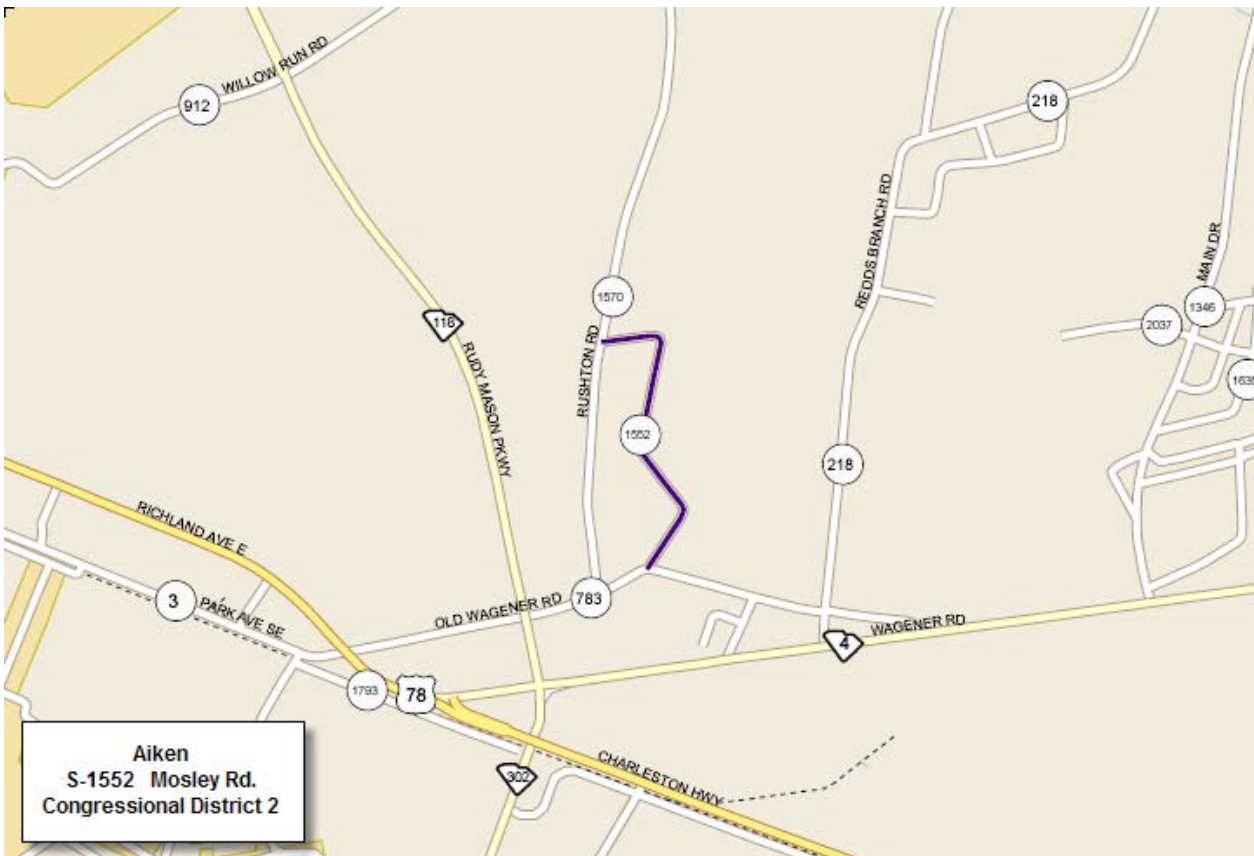 WILLOW RUN RD
912
218
REDDS BRANCH RD
MAIN DR
1570
1346
2037
118
RUSHTON RD
RUDY MASON PKWY
1635
1552
218
RICHLAND AVE E
3
PARK AVE SE
OLD WAGENER RD
783
WAGENER RD
4
1793
78
302
CHARLESTON HWY
Aiken
S-1552 Mosley Rd.
Congressional District 2